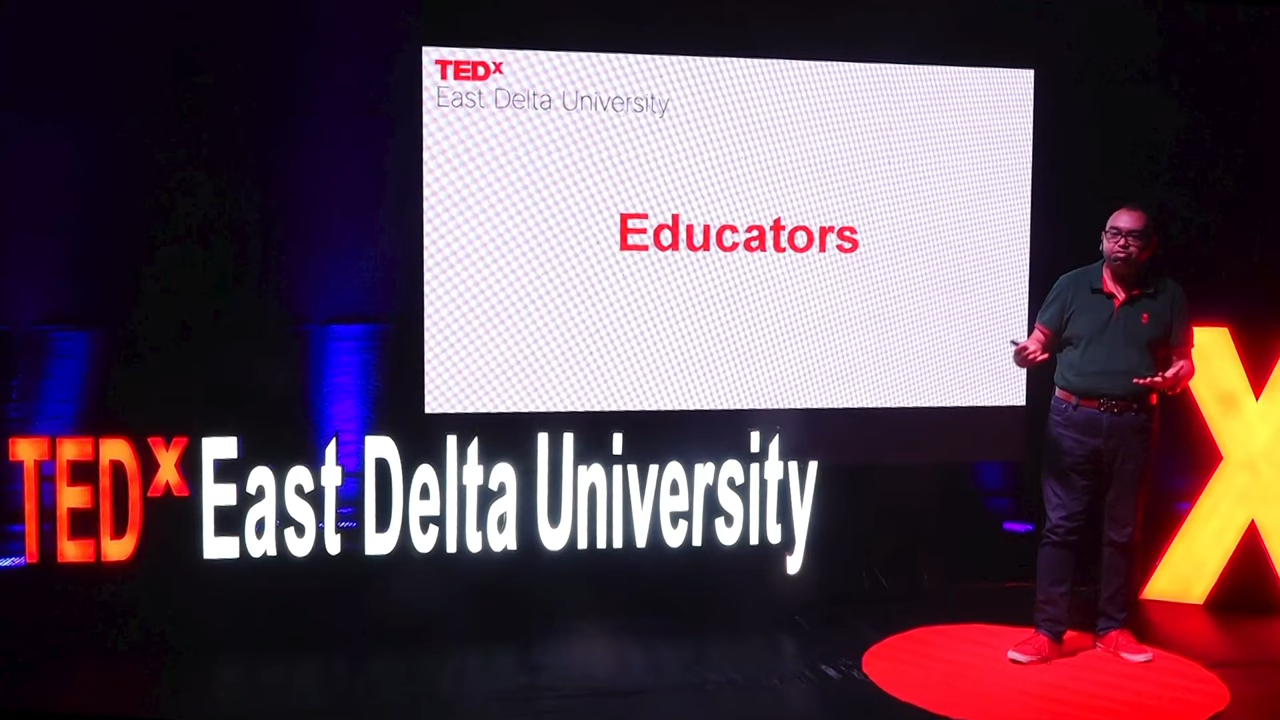 TEDx
East Delta University
Educators
TEDx East Delta University
X